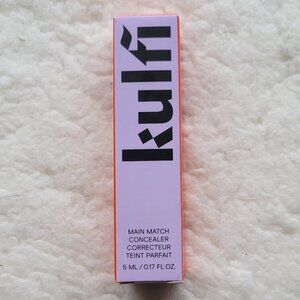 kulfi
MAIN MATCH
CONCEALER
CORRECTEUR
TEINT PARFAIT
5 ML / 0.17 FL OZ.